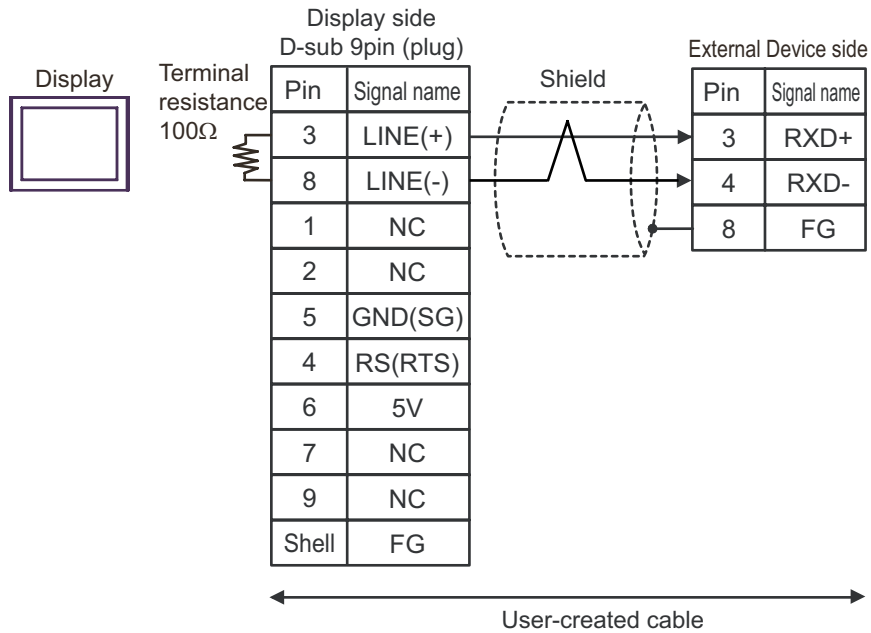 Display side
D-sub 9pin (plug)
External Device side
Display
Terminal
resistance
100Ω
Shield
Pin Signal name
3 LINE(+)
8 LINE(-)
1 NC
2 NC
5 GND(SG)
4 RS(RTS)
6 5V
7 NC
9 NC
Shell FG
Pin Signal name
3 RXD+
4 RXD-
8 FG
User-created cable